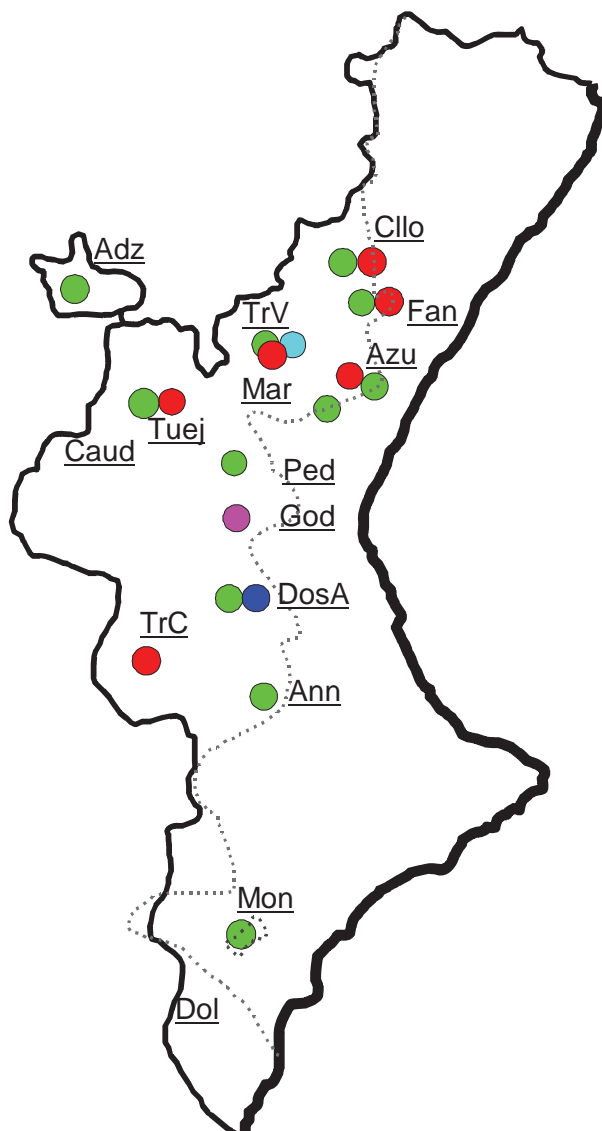 Cllo
Adz
Fan
TrV
Azu
Mar
Tuej
Caud
Ped
God
DosA
TrC
Ann
Mon
Dol